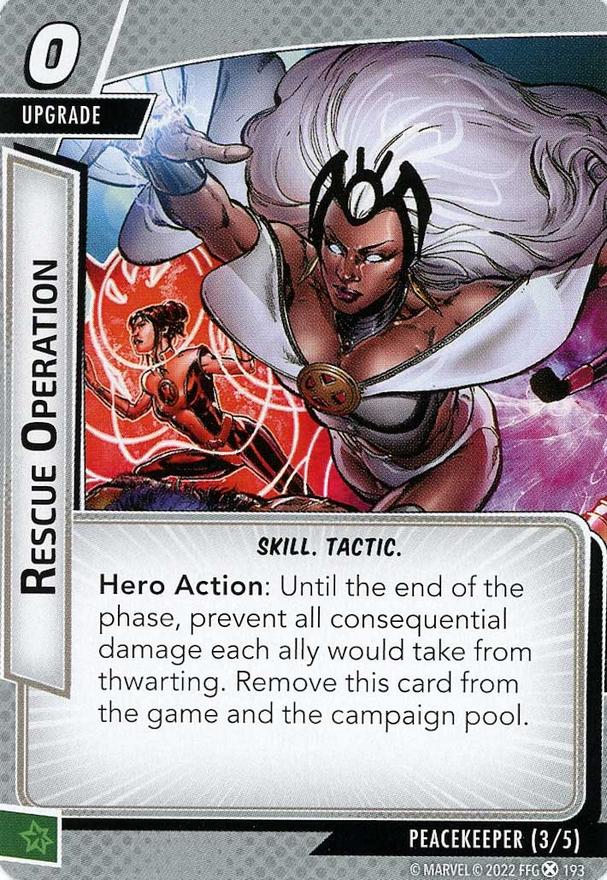 0
UPGRADE
RESCUE OPERATION
SKILL. TACTIC.
Hero Action: Until the end of the
phase, prevent all consequential
damage each ally would take from
thwarting. Remove this card from
the game and the campaign pool.
PEACEKEEPER (3/5)
© MARVEL © 2022 FFG 193